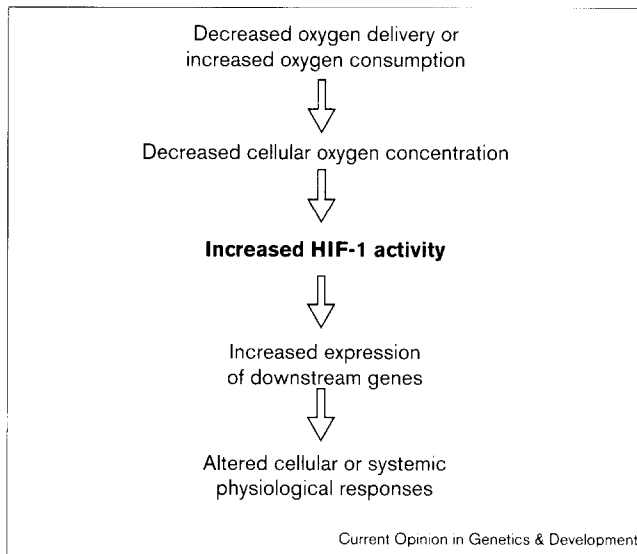 Decreased oxygen delivery or
increased oxygen consumption
Decreased cellular oxygen concentration
Increased HIF-1 activity
Increased expression
of downstream genes
Altered cellular or systemic
physiological responses
Current Opinion in Genetics & Development